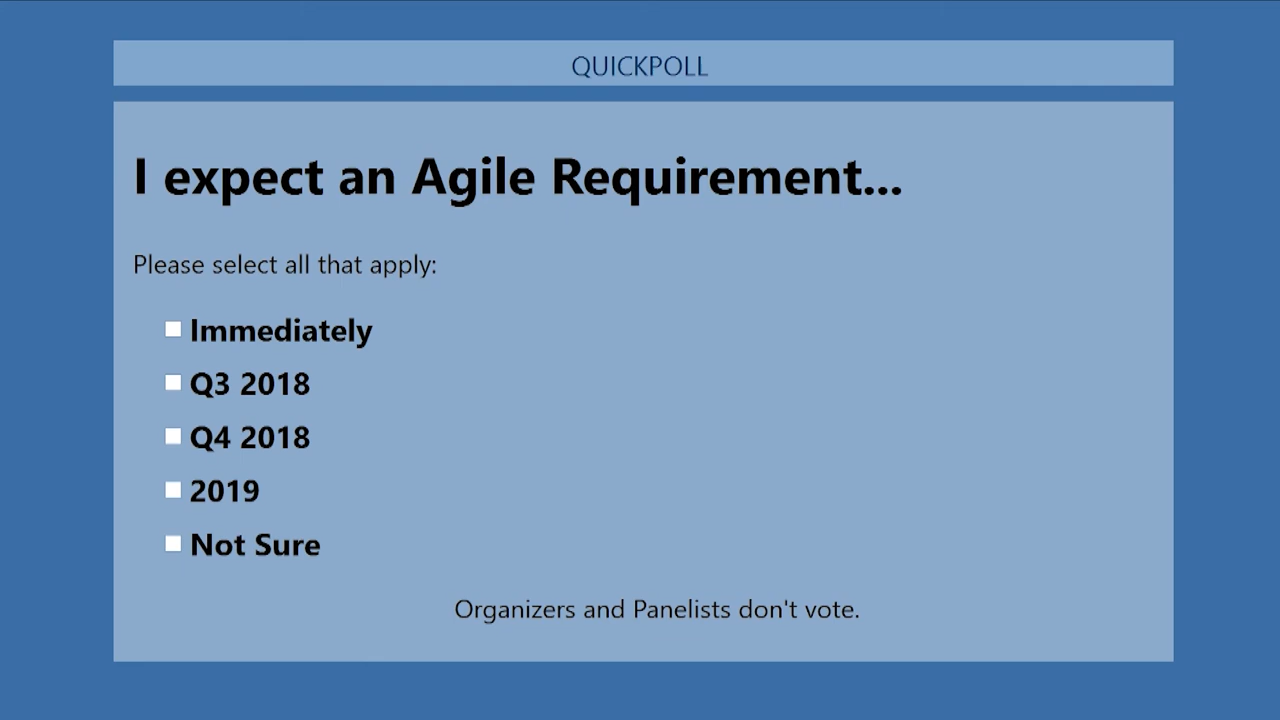 QUICKPOLL
I expect an Agile Requirement...
Please select all that apply:
Immediately
Q3 2018
Q4 2018
2019
Not Sure
Organizers and Panelists don't vote.